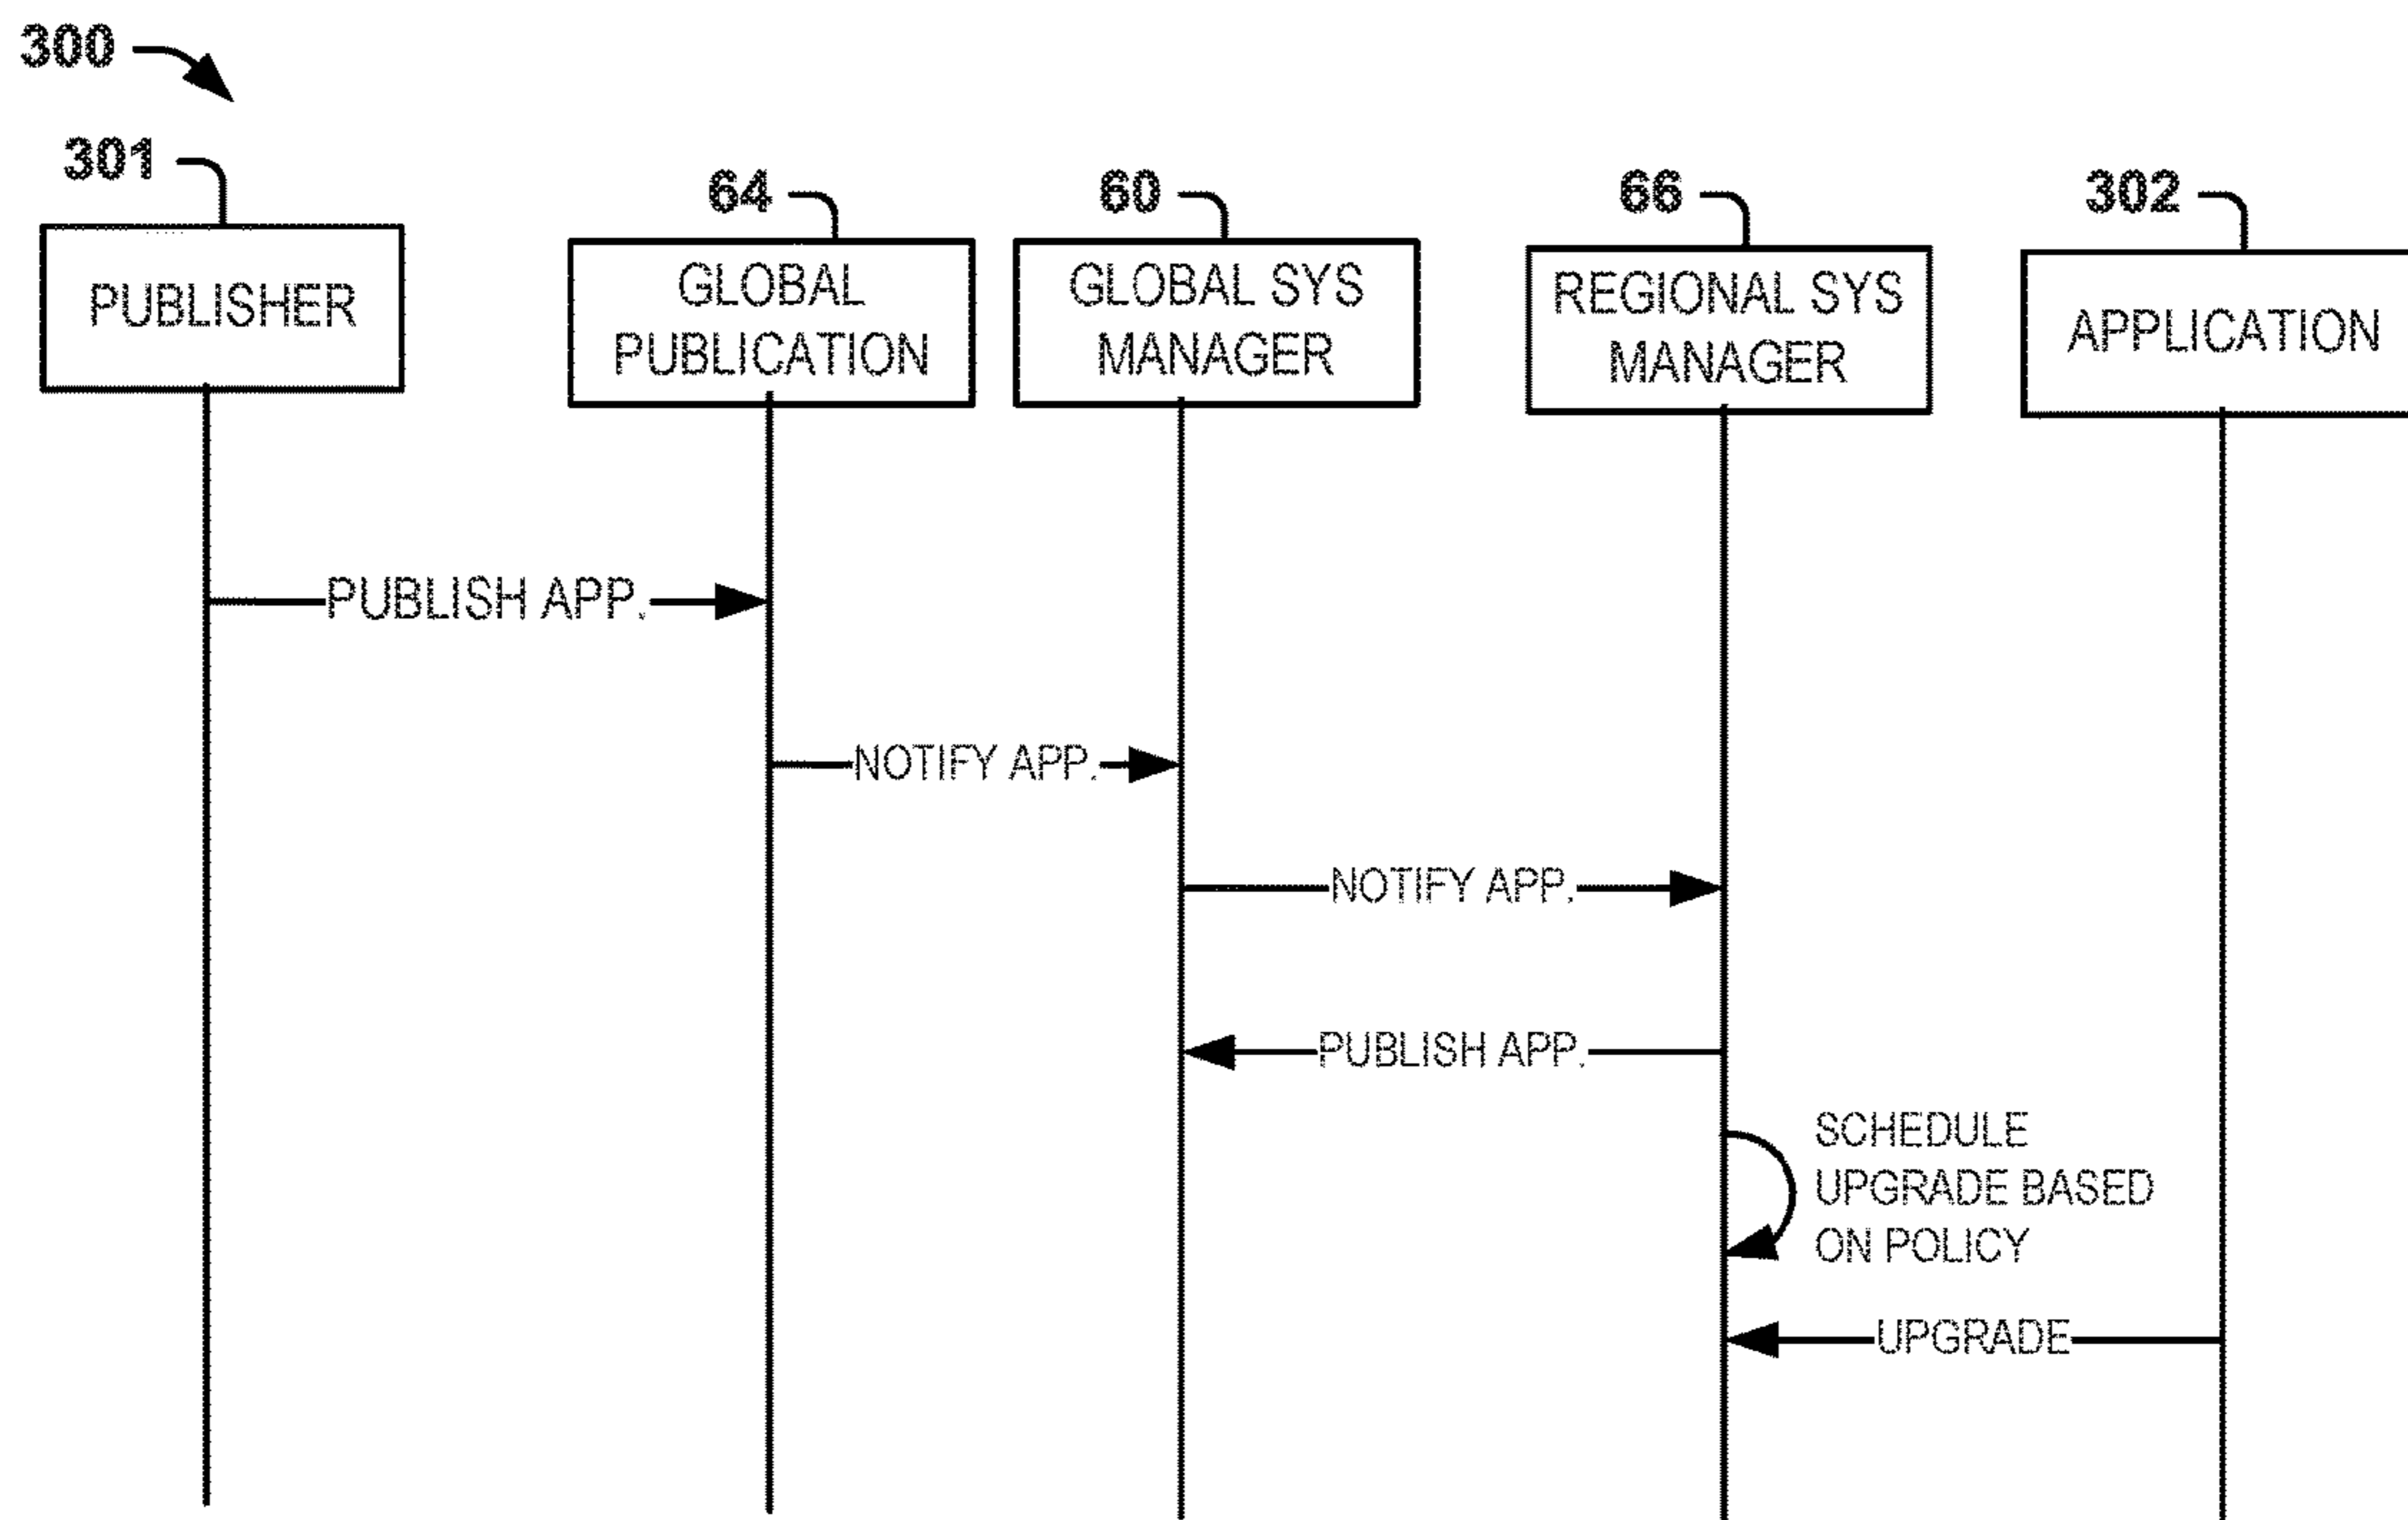 300
301
64
60
66
302
PUBLISHER
GLOBAL
PUBLICATION
GLOBAL SYS
MANAGER
REGIONAL SYS
MANAGER
APPLICATION
PUBLISH APP.
NOTIFY APP.
NOTIFY APP.
PUBLISH APP.
SCHEDULE
UPGRADE BASED
ON POLICY
UPGRADE